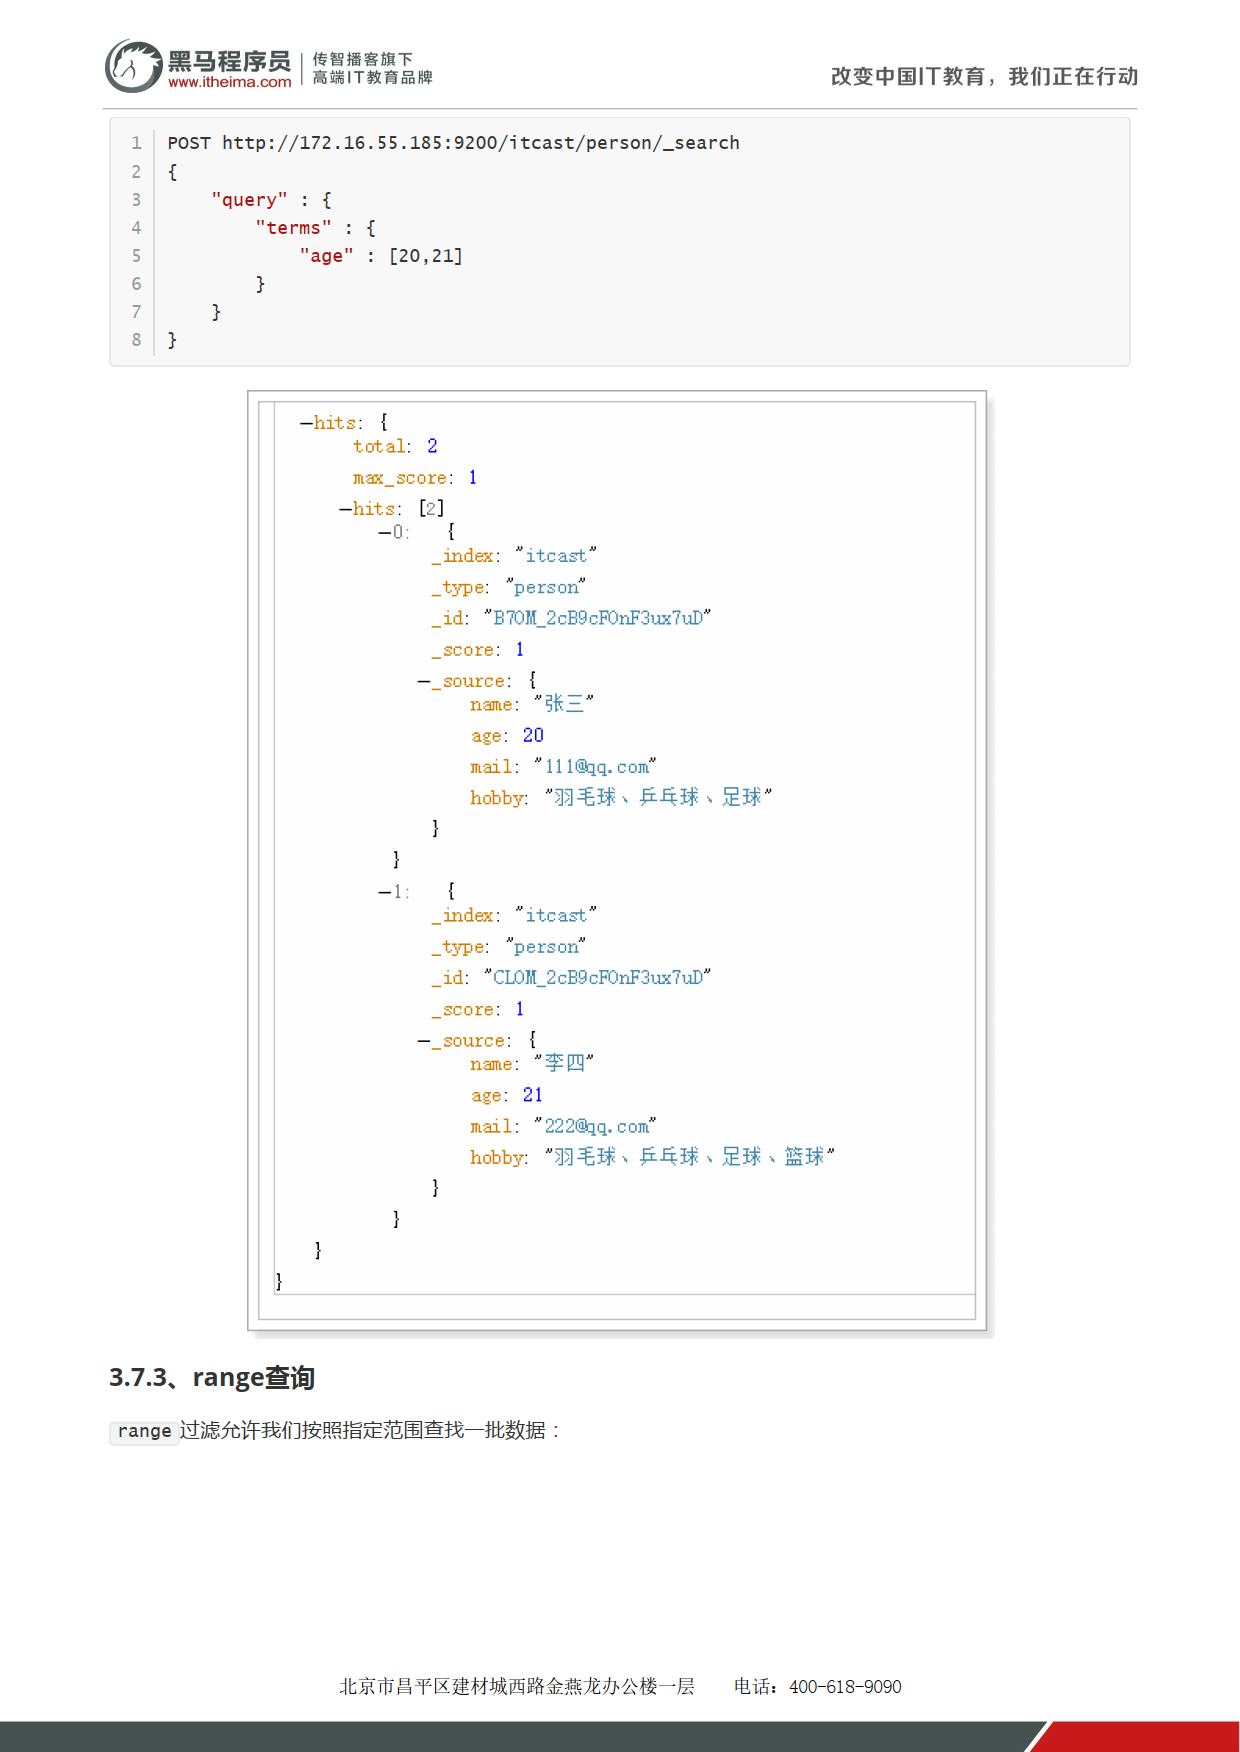 黑马程序员
www.itheima.com
传智播客旗下
高端IT教育品牌
改变中国IT教育，我们正在行动
1 POST http://172.16.55.185:9200/itcast/person/_search
2 {
3 "query" : {
4 "terms" : {
5 "age" : [20,21]
6 }
7 }
8 }
—hits: {
total: 2
max_score: 1
—hits: [2]
—0: {
_index: "itcast"
_type: "person"
_id: "B70M_2cB9cF0nF3ux7uD"
_score: 1
—_source: {
name: "张三"
age: 20
mail: "111@qq.com"
hobby: "羽毛球、乒乓球、足球"
}
}
—1: {
_index: "itcast"
_type: "person"
_id: "CL0M_2cB9cF0nF3ux7uD"
_score: 1
—_source: {
name: "李四"
age: 21
mail: "222@qq.com"
hobby: "羽毛球、乒乓球、足球、篮球"
}
}
}
}
3.7.3、range查询
range过滤允许我们按照指定范围查找一批数据：
北京市昌平区建材城西路金燕龙办公楼一层 电话：400-618-9090